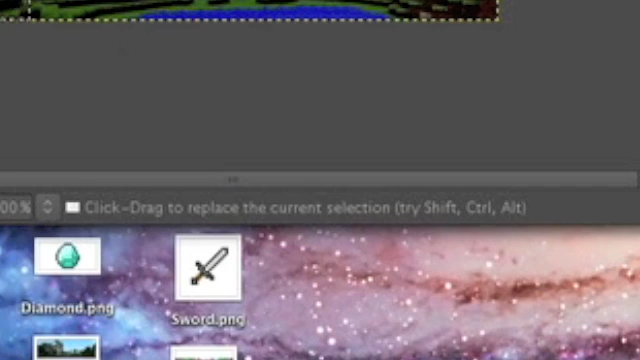 00%
Click-Drag to replace the current selection (try Shift, Ctrl, Alt)
Diamond.png
Sword.png